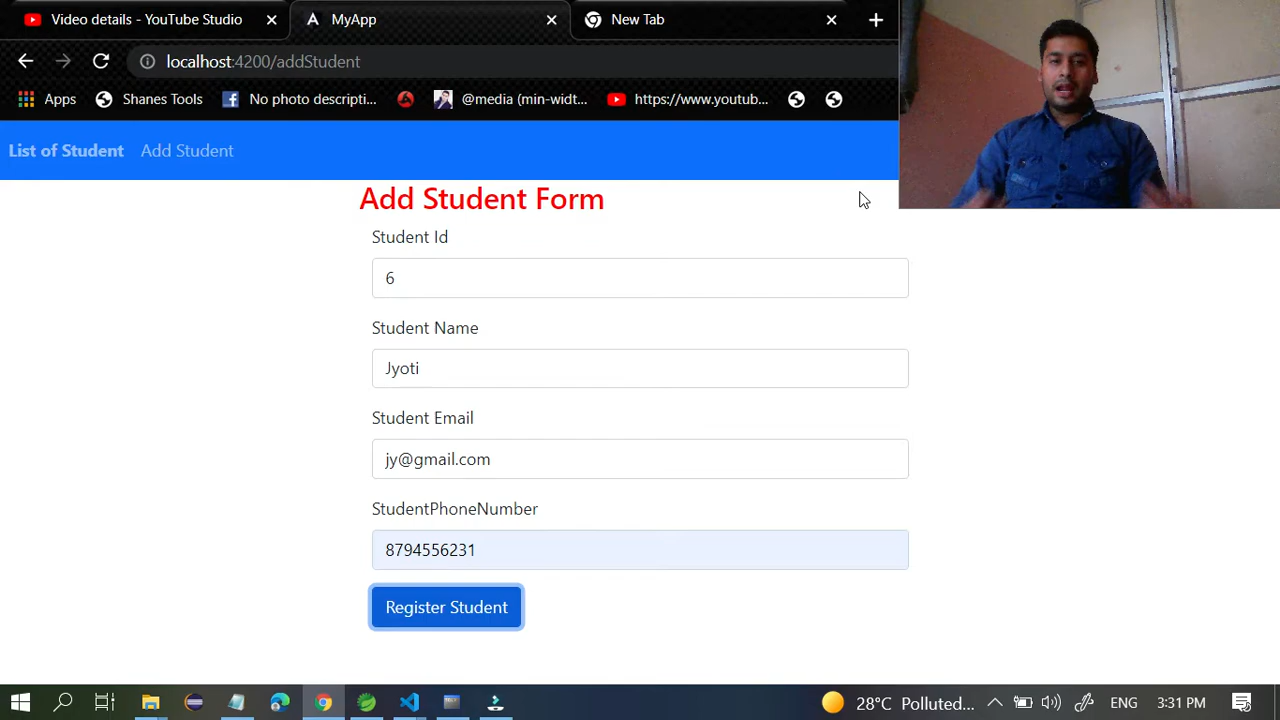 Video details - YouTube Studio
MyApp
New Tab
localhost:4200/addStudent
Apps
Shanes Tools
No photo descripti...
@media (min-widt...
https://www.youtub...
List of Student
Add Student
Add Student Form
Student Id
6
Student Name
Jyoti
Student Email
jy@gmail.com
StudentPhoneNumber
8794556231
Register Student
28°C Polluted...
ENG
3:31 PM